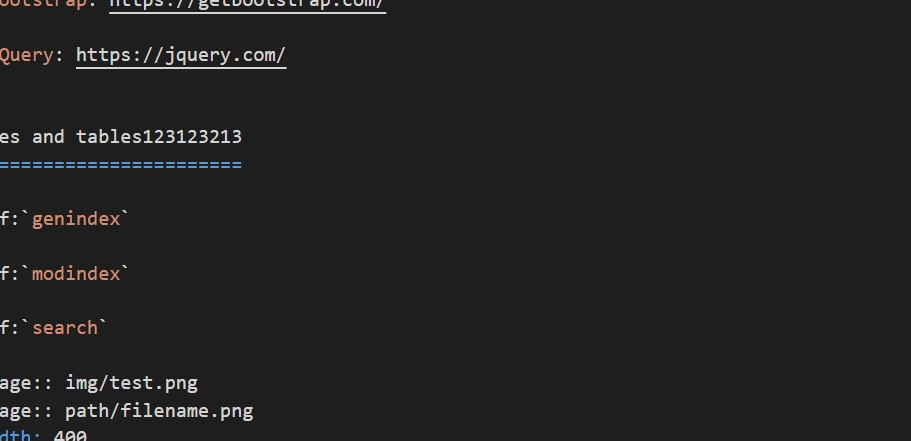 ootstrap: https://getbootstrap.com/
Query: https://jquery.com/
es and tables123123213
======================
f:`genindex`
f:`modindex`
f:`search`
age:: img/test.png
age:: path/filename.png
dth: 400